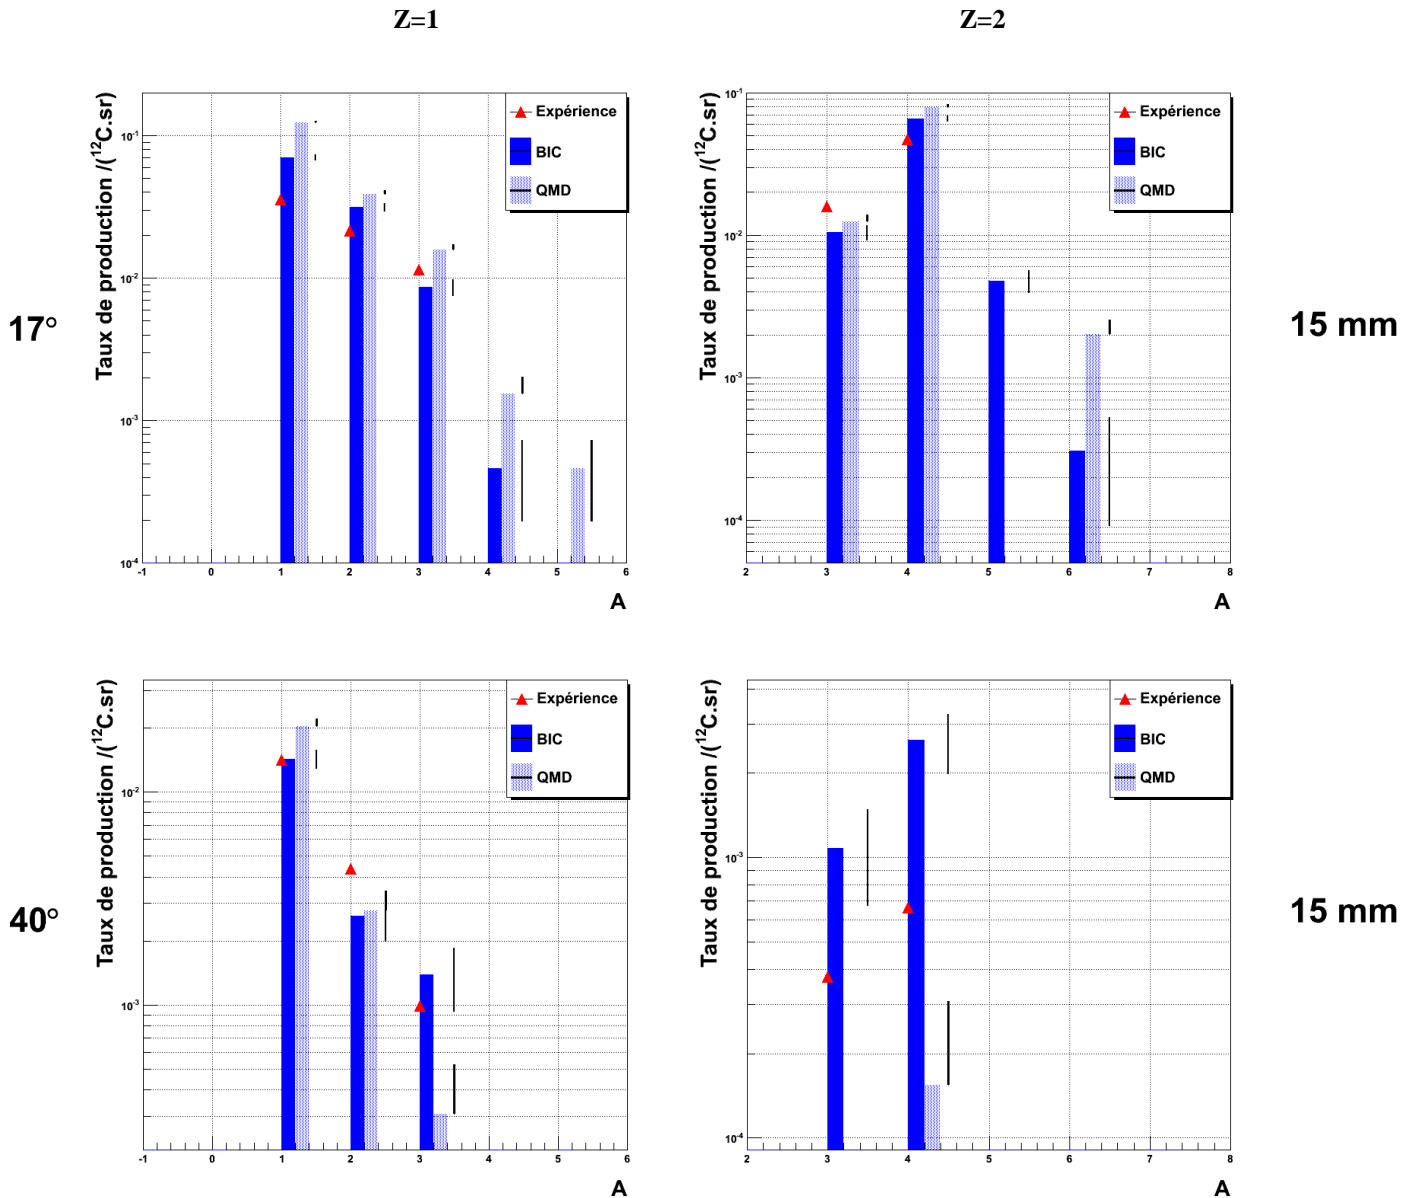 Z=1
Z=2
17°
Taux de production /(¹²C.sr)
10⁻¹
10⁻²
10⁻³
10⁻⁴
Expérience
BIC
QMD
-1 0 1 2 3 4 5 6
A
Taux de production /(¹²C.sr)
10⁻¹
10⁻²
10⁻³
10⁻⁴
Expérience
BIC
QMD
2 3 4 5 6 7 8
A
15 mm
40°
Taux de production /(¹²C.sr)
10⁻²
10⁻³
Expérience
BIC
QMD
-1 0 1 2 3 4 5 6
A
Taux de production /(¹²C.sr)
10⁻³
10⁻⁴
Expérience
BIC
QMD
2 3 4 5 6 7 8
A
15 mm